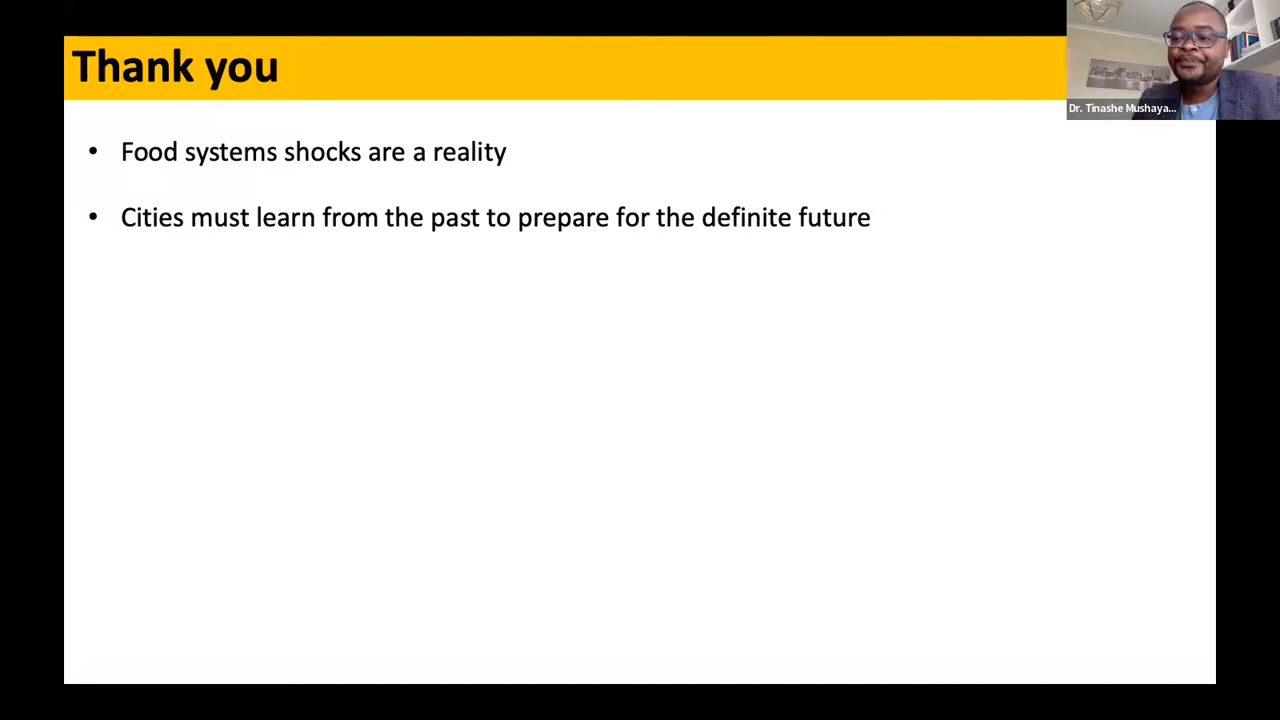 Thank you
Dr. Tinashe Mushaya...
• Food systems shocks are a reality
• Cities must learn from the past to prepare for the definite future